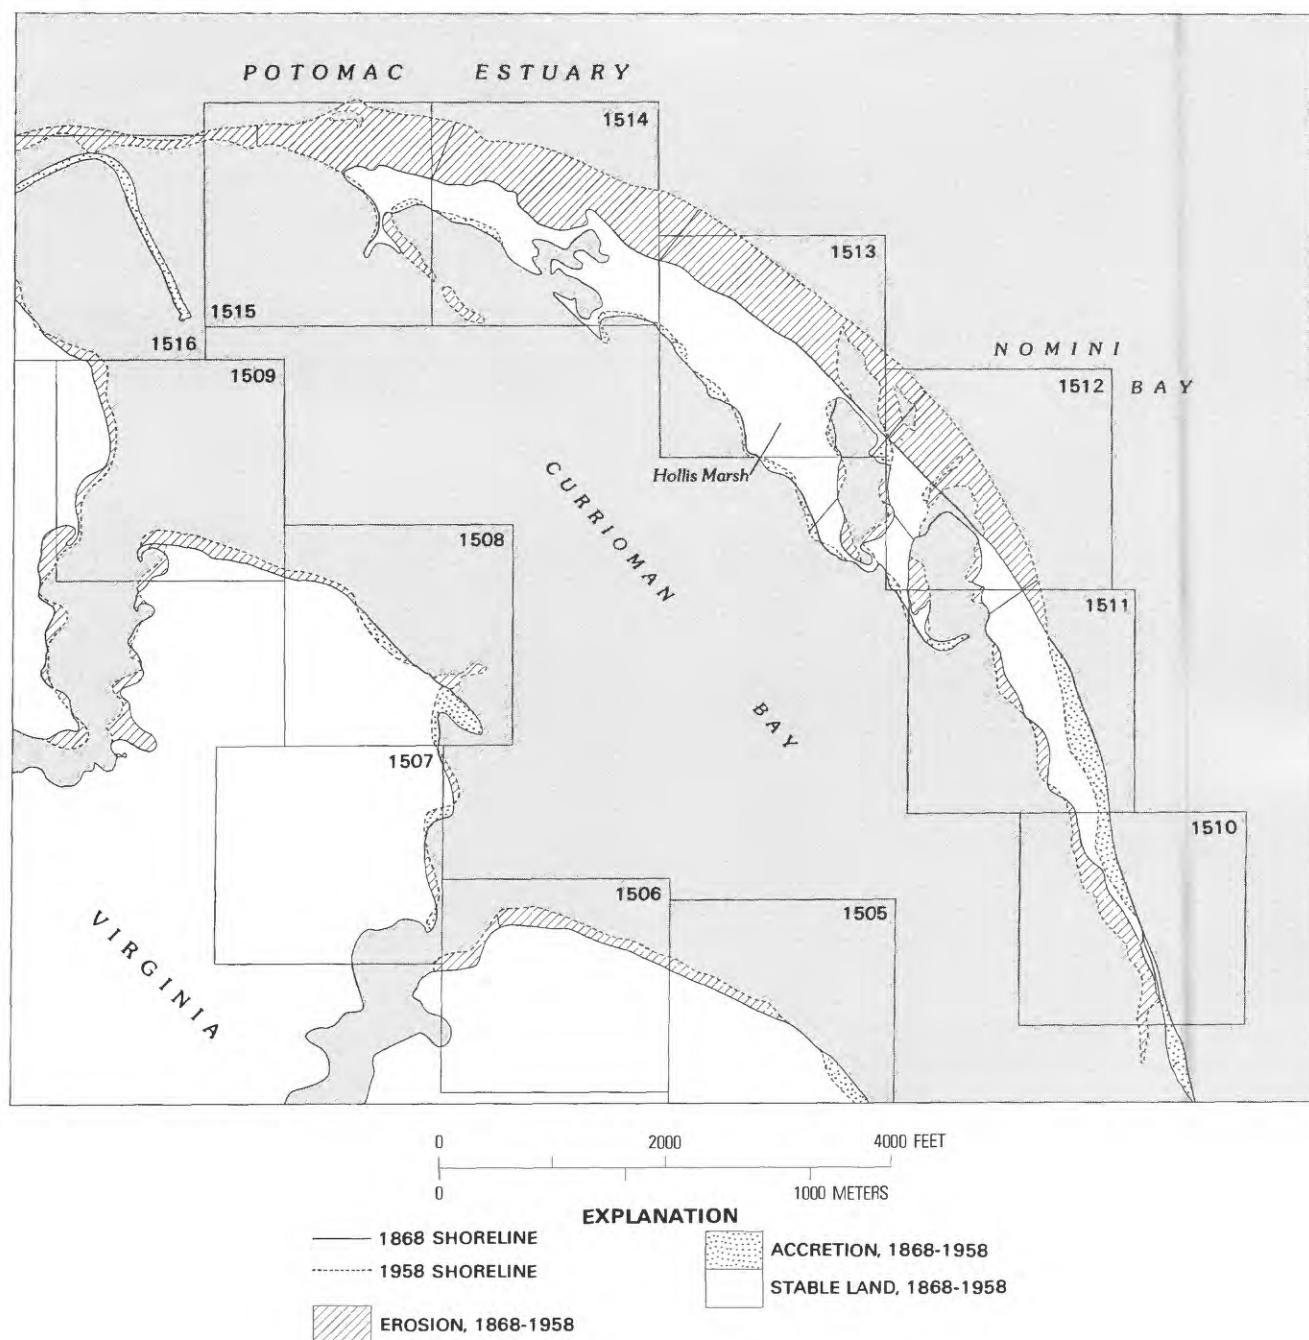 POTOMAC ESTUARY
1514
1513
1515
1516
1509
NOMINI
1512
BAY
Hollis Marsh
CURRIOMAN
1508
1511
BAY
1507
1510
1506
1505
VIRGINIA
0 2000 4000 FEET
0 1000 METERS
EXPLANATION
1868 SHORELINE
1958 SHORELINE
EROSION, 1868-1958
ACCRETION, 1868-1958
STABLE LAND, 1868-1958